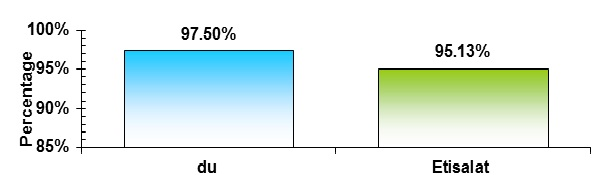 100%
97.50%
95.13%
95%
90%
85%
Percentage
du
Etisalat